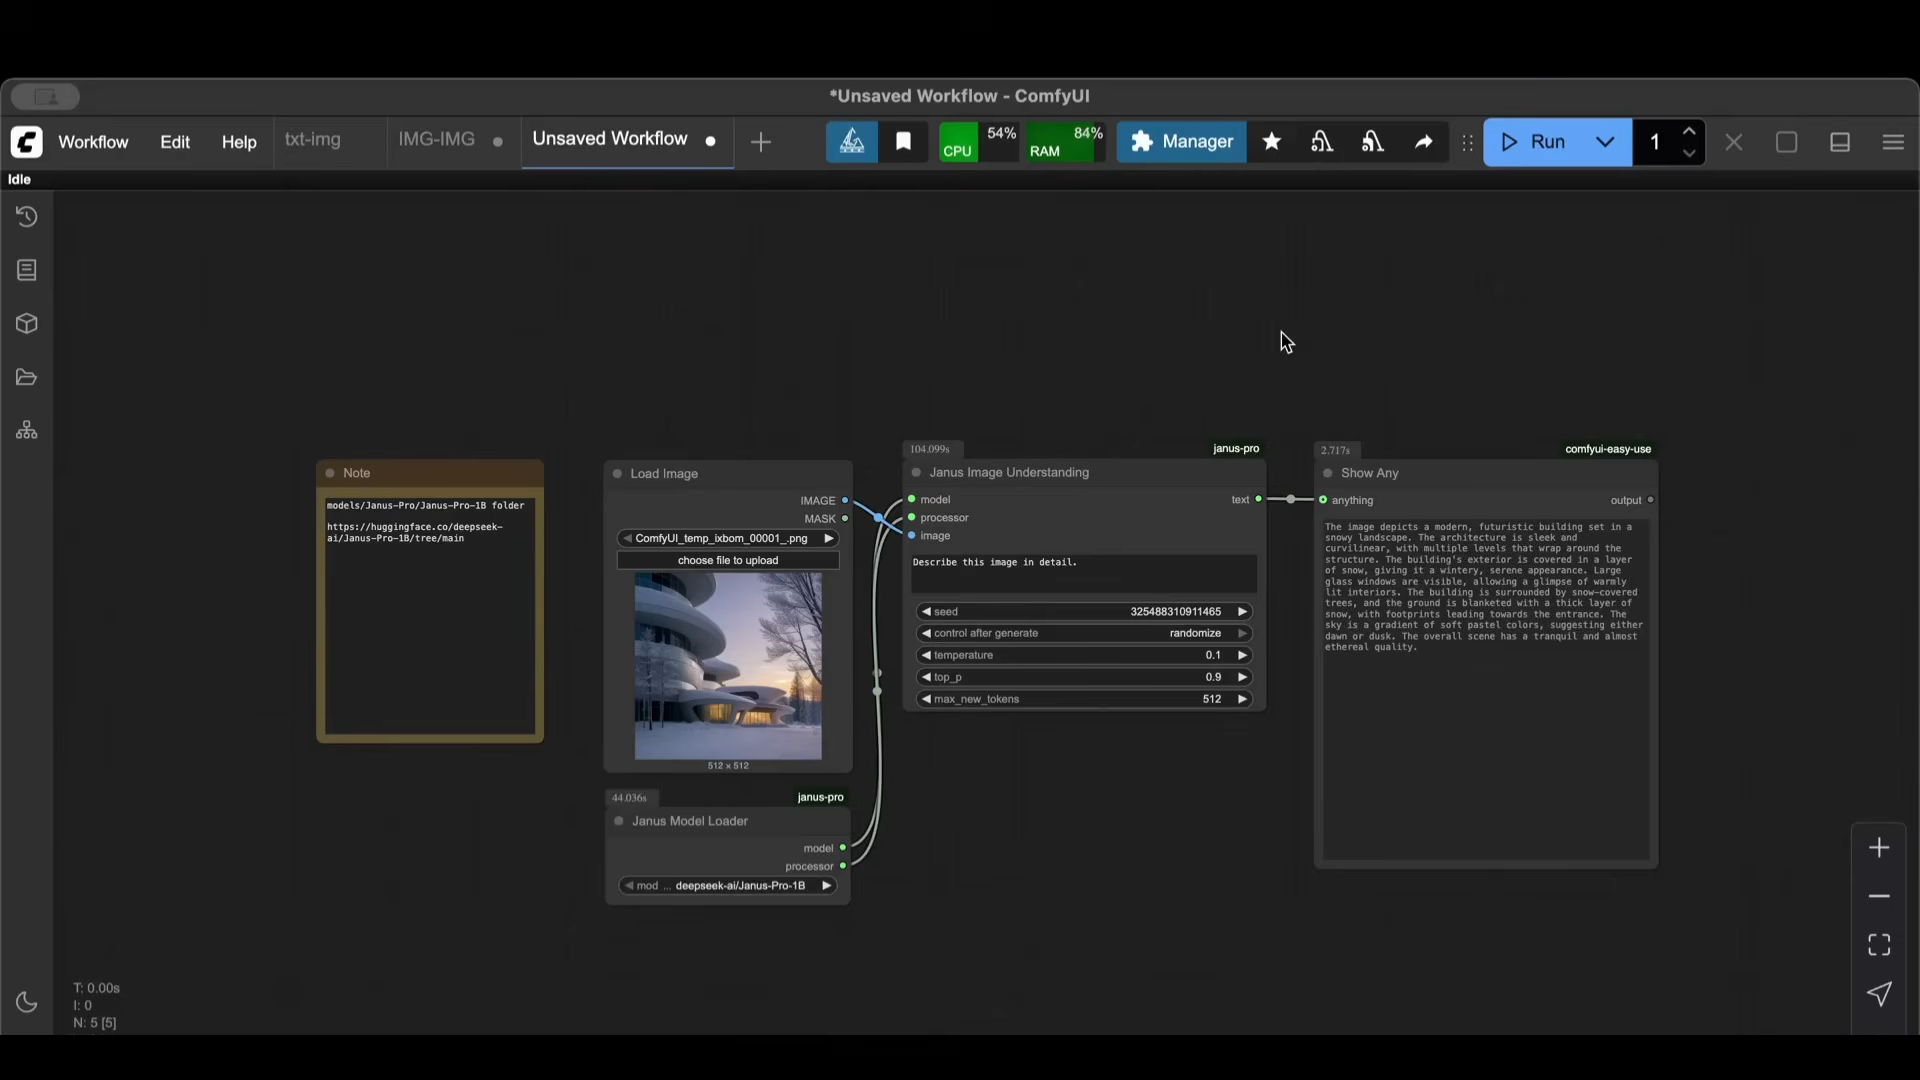 *Unsaved Workflow - ComfyUI
Workflow Edit Help txt-img IMG-IMG Unsaved Workflow CPU 54% RAM 84% Manager Run 1
Idle
Note
models/Janus-Pro/Janus-Pro-1B folder
https://huggingface.co/deepseek-
ai/Janus-Pro-1B/tree/main
Load Image
IMAGE
MASK
ComfyUI_temp_ixbom_00001_.png
choose file to upload
512 x 512
44.036s janus-pro
Janus Model Loader
model
processor
mod ... deepseek-ai/Janus-Pro-1B
104.099s janus-pro
Janus Image Understanding
model text
processor
image
Describe this image in detail.
seed 325488310911465
control after generate randomize
temperature 0.1
top_p 0.9
max_new_tokens 512
2.717s comfyui-easy-use
Show Any
anything output
The image depicts a modern, futuristic building set in a
snowy landscape. The architecture is sleek and
curvilinear, with multiple levels that wrap around the
structure. The building's exterior is covered in a layer
of snow, giving it a wintery, serene appearance. Large
glass windows are visible, allowing a glimpse of warmly
lit interiors. The building is surrounded by snow-covered
trees, and the ground is blanketed with a thick layer of
snow, with footprints leading towards the entrance. The
sky is a gradient of soft pastel colors, suggesting either
dawn or dusk. The overall scene has a tranquil and almost
ethereal quality.
T: 0.00s
I: 0
N: 5 [5]